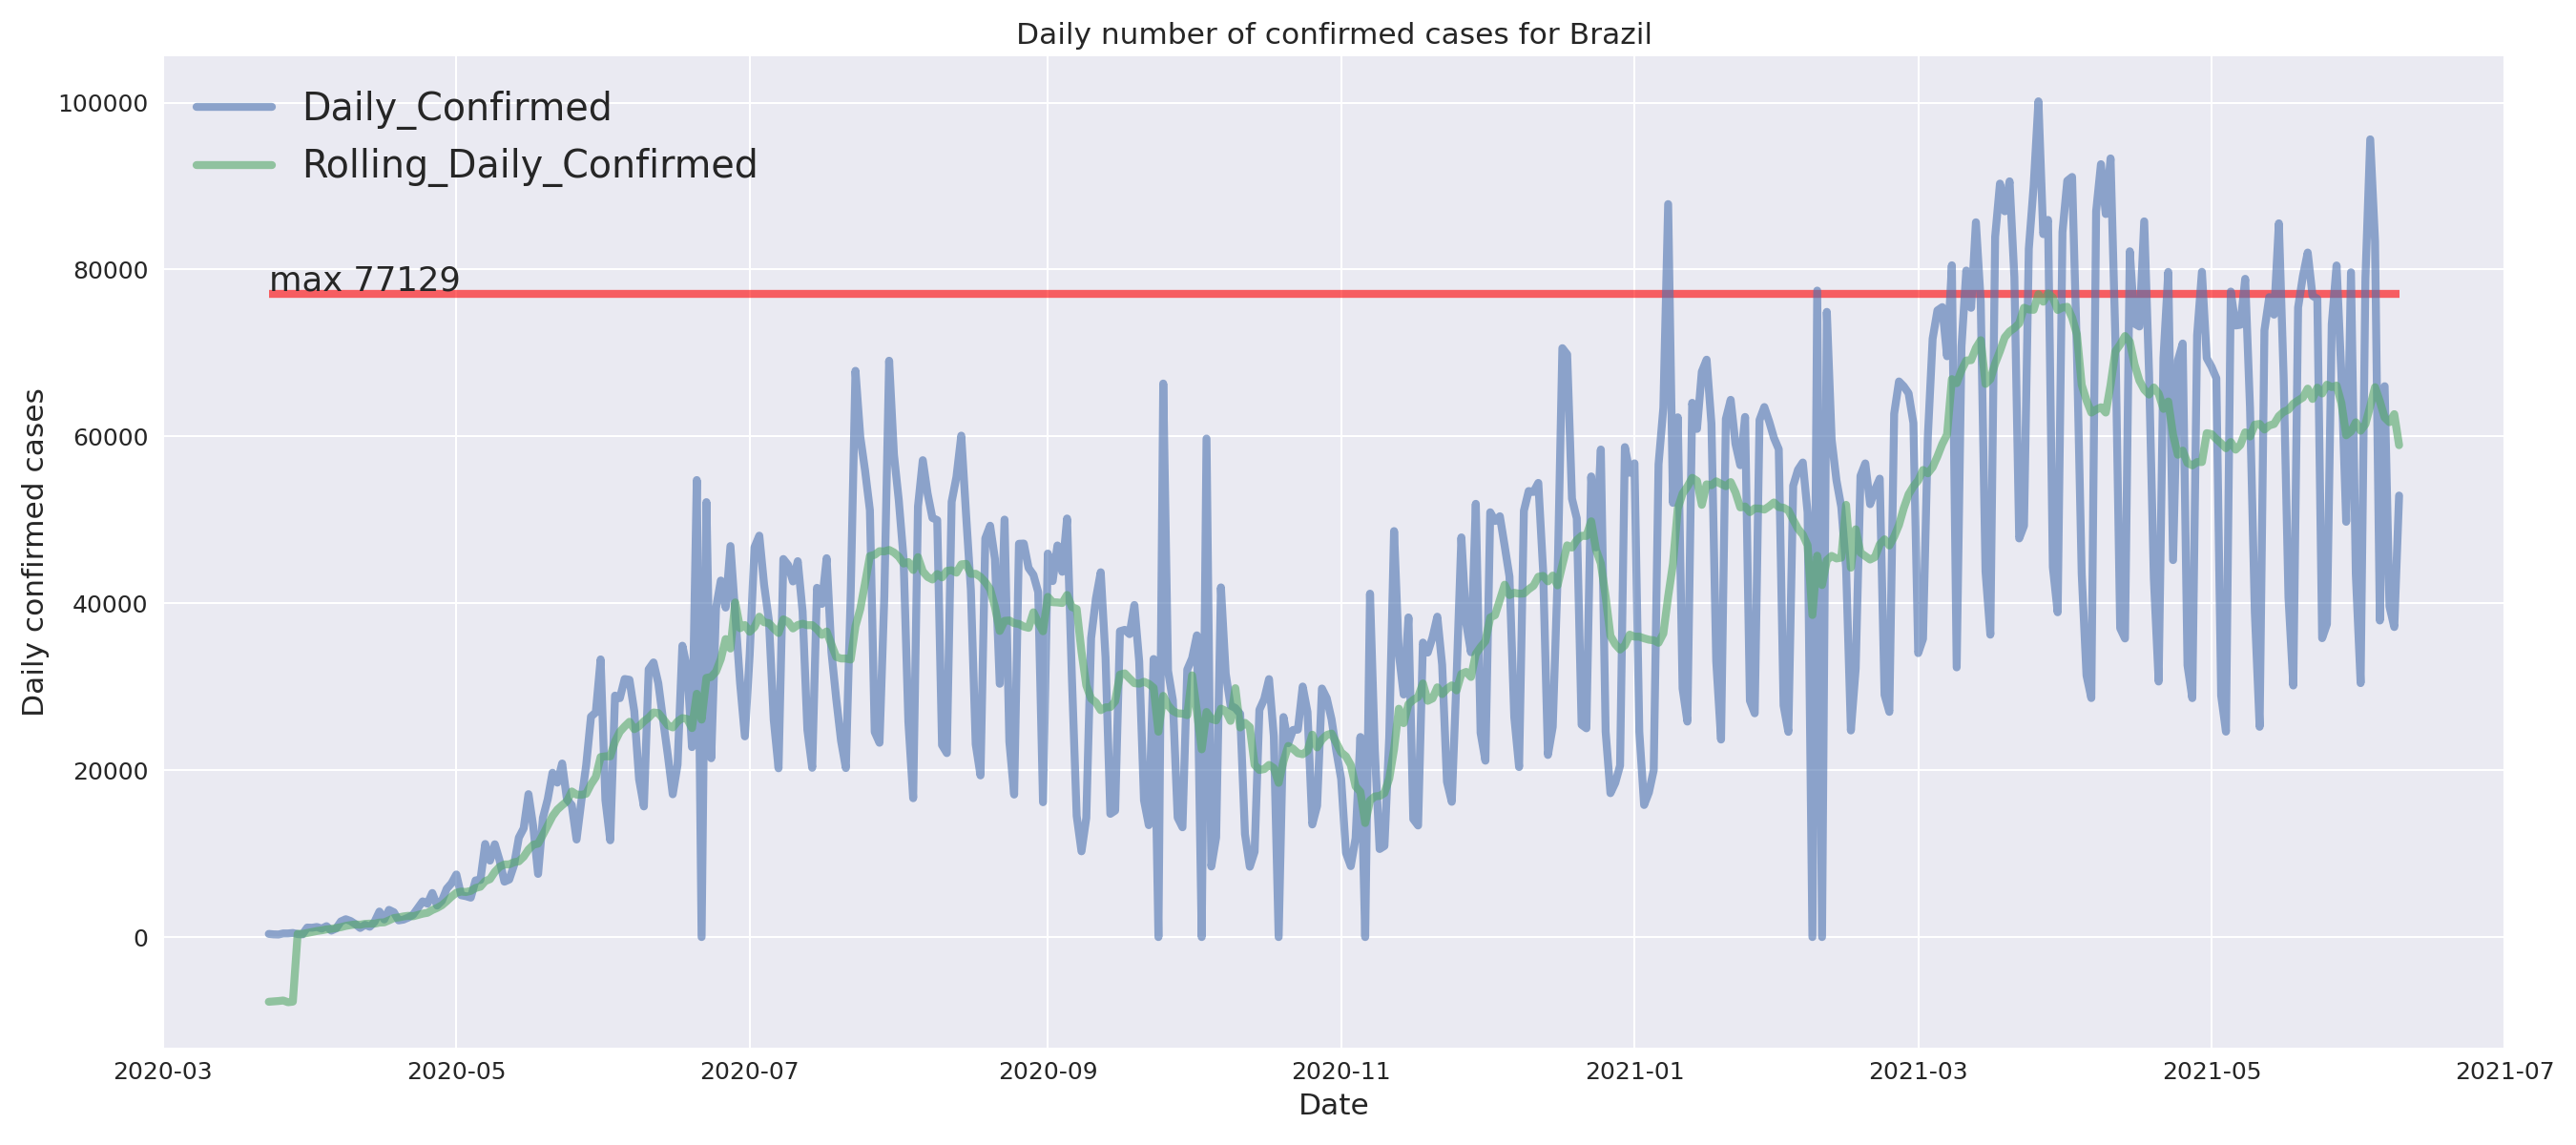 Daily number of confirmed cases for Brazil
Daily_Confirmed
Rolling_Daily_Confirmed
max 77129
Daily confirmed cases
100000
80000
60000
40000
20000
0
2020-03 2020-05 2020-07 2020-09 2020-11 2021-01 2021-03 2021-05 2021-07
Date